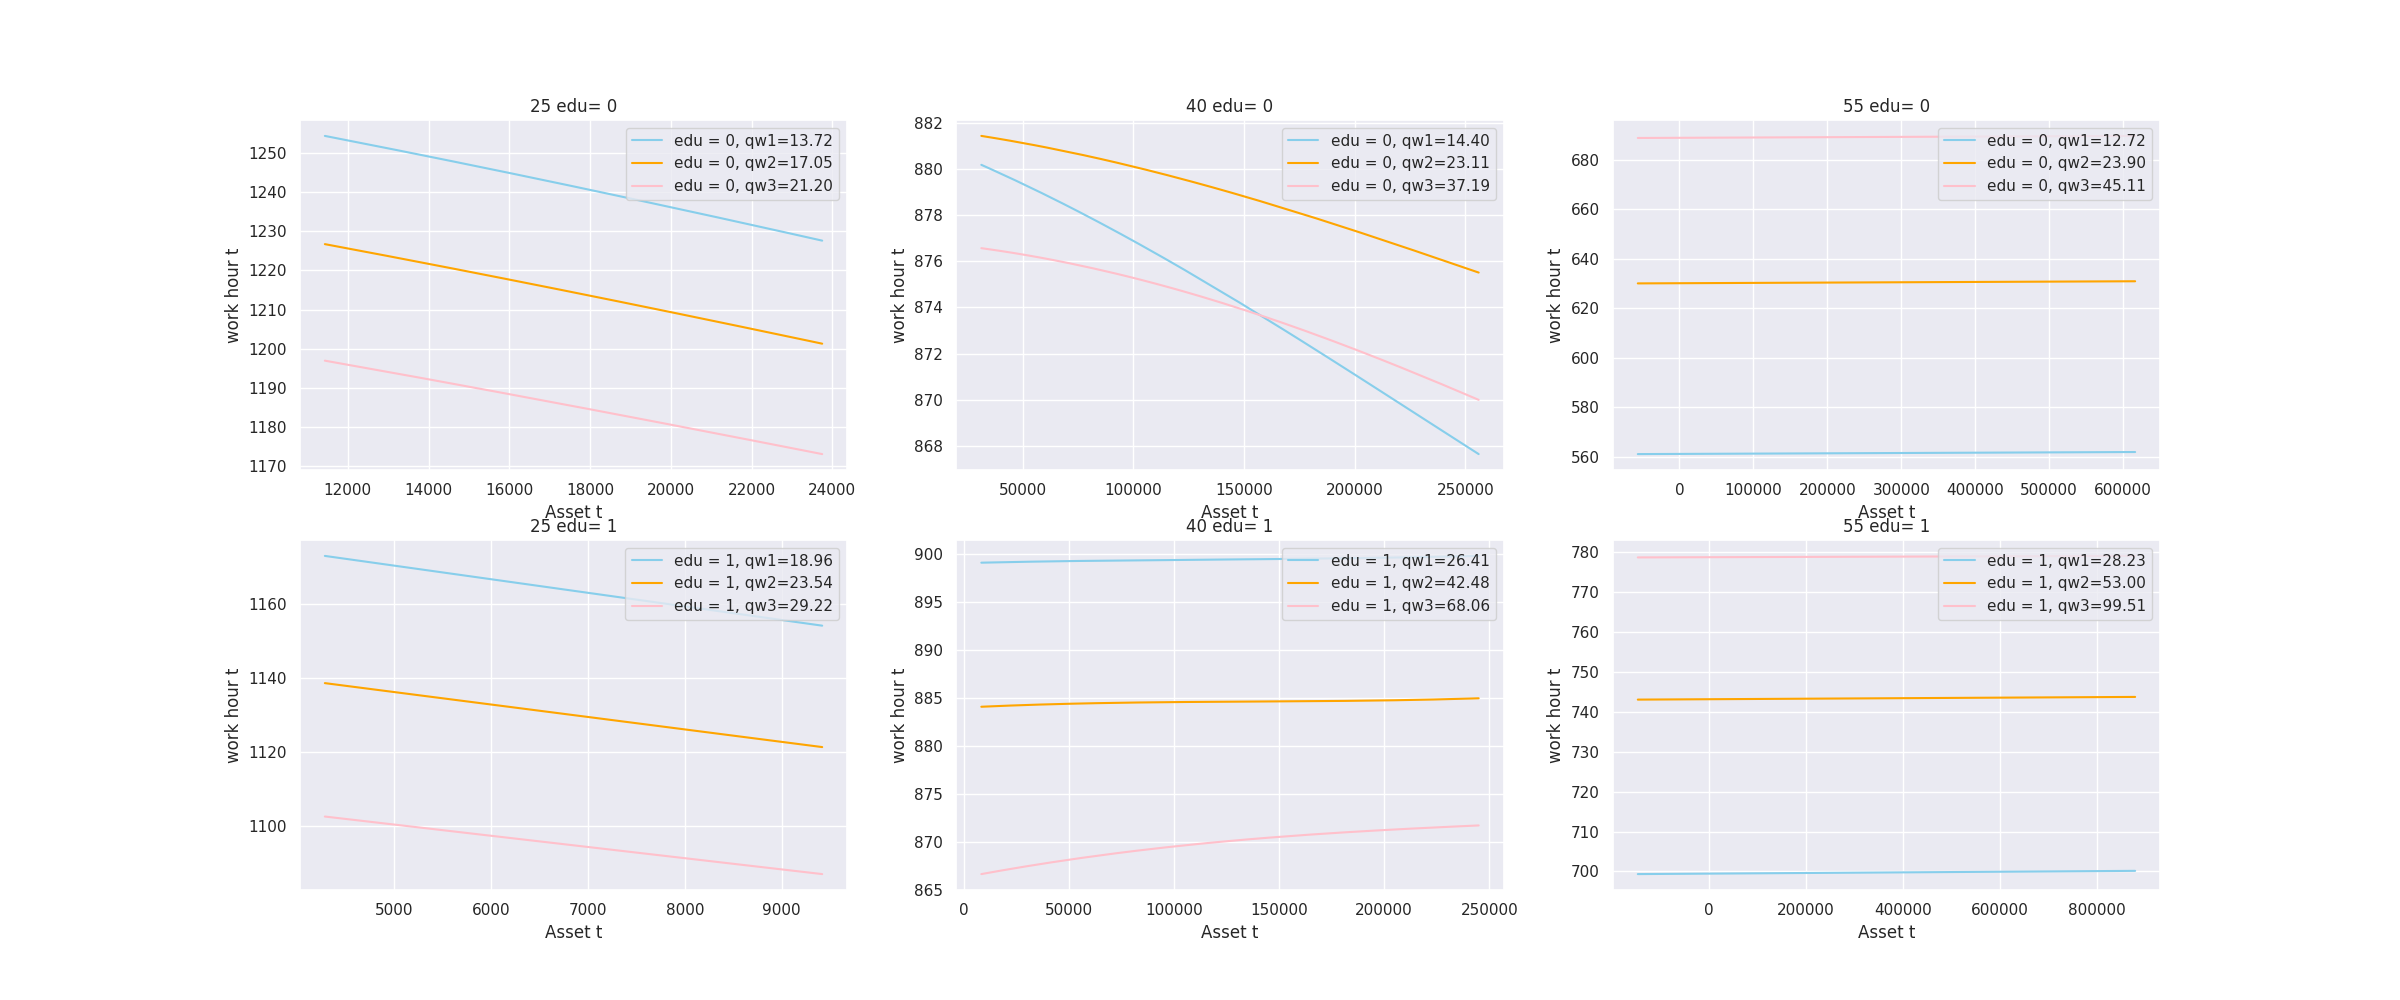 25 edu= 0
edu = 0, qw1=13.72
edu = 0, qw2=17.05
edu = 0, qw3=21.20
work hour t
1250
1240
1230
1220
1210
1200
1190
1180
1170
12000 14000 16000 18000 20000 22000 24000
Asset t
40 edu= 0
edu = 0, qw1=14.40
edu = 0, qw2=23.11
edu = 0, qw3=37.19
work hour t
882
880
878
876
874
872
870
868
50000 100000 150000 200000 250000
Asset t
55 edu= 0
edu = 0, qw1=12.72
edu = 0, qw2=23.90
edu = 0, qw3=45.11
work hour t
680
660
640
620
600
580
560
0 100000 200000 300000 400000 500000 600000
Asset t
25 edu= 1
edu = 1, qw1=18.96
edu = 1, qw2=23.54
edu = 1, qw3=29.22
work hour t
1160
1140
1120
1100
5000 6000 7000 8000 9000
Asset t
40 edu= 1
edu = 1, qw1=26.41
edu = 1, qw2=42.48
edu = 1, qw3=68.06
work hour t
900
895
890
885
880
875
870
865
0 50000 100000 150000 200000 250000
Asset t
55 edu= 1
edu = 1, qw1=28.23
edu = 1, qw2=53.00
edu = 1, qw3=99.51
work hour t
780
770
760
750
740
730
720
710
700
0 200000 400000 600000 800000
Asset t